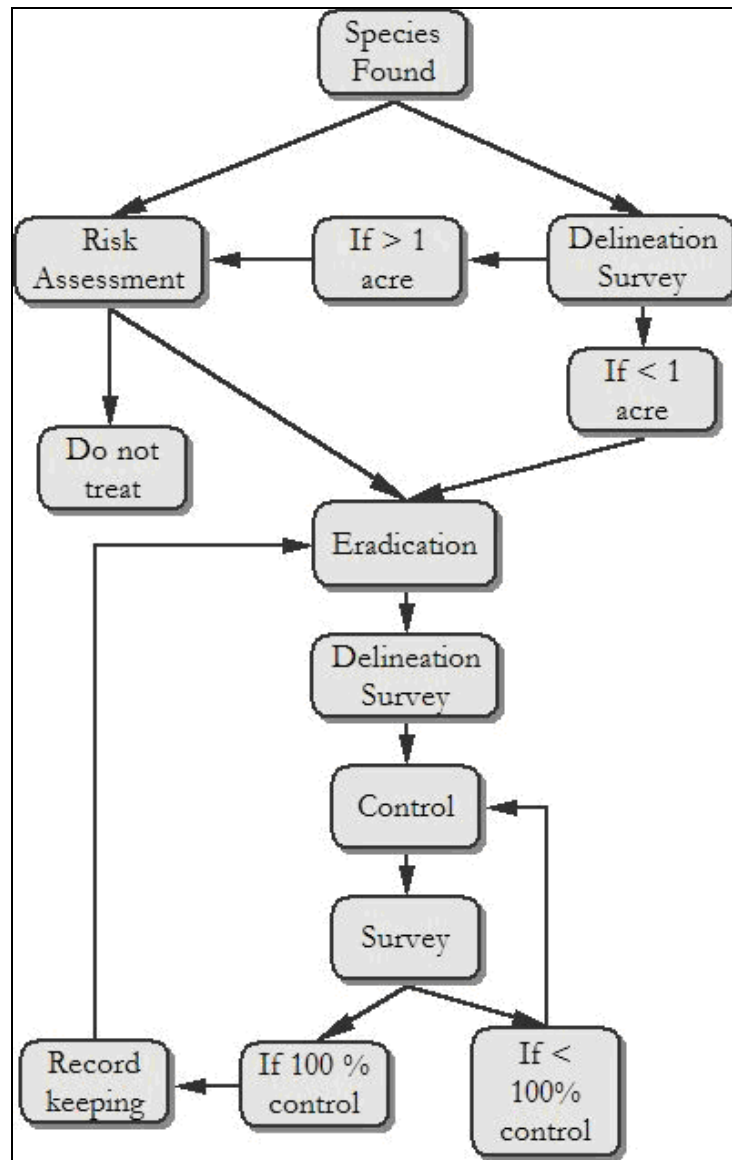 Species
Found
Risk
Assessment
If > 1
acre
Delineation
Survey
If < 1
acre
Do not
treat
Eradication
Delineation
Survey
Control
Survey
Record
keeping
If 100 %
control
If <
100%
control